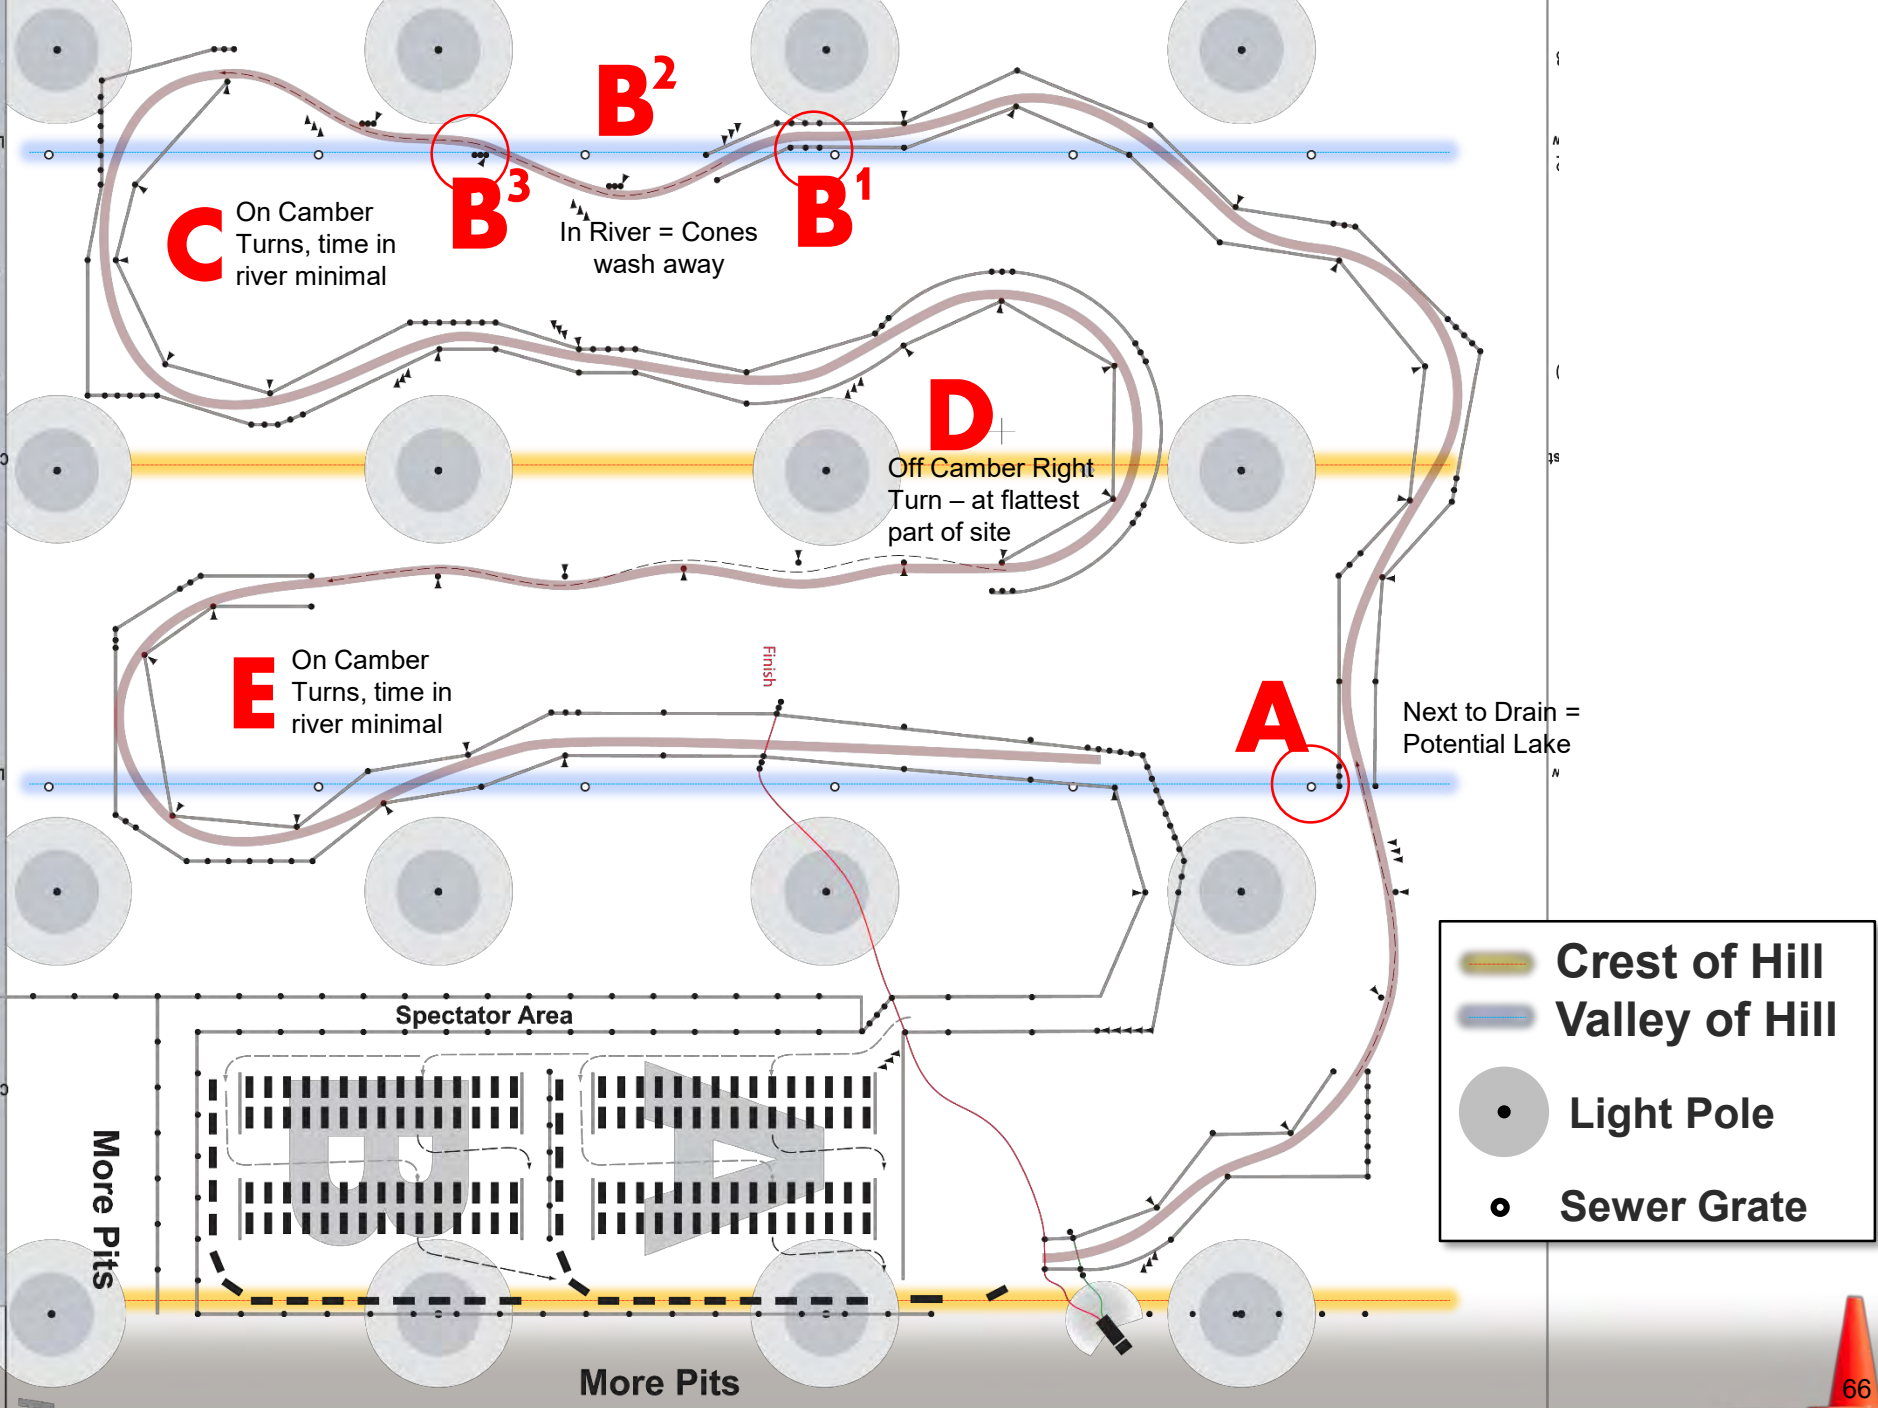 B²
B³
B¹
In River = Cones
wash away
C
On Camber
Turns, time in
river minimal
D
Off Camber Right
Turn – at flattest
part of site
E
On Camber
Turns, time in
river minimal
Finish
A
Next to Drain =
Potential Lake
Spectator Area
B
A
More Pits
More Pits
Crest of Hill
Valley of Hill
Light Pole
Sewer Grate
66